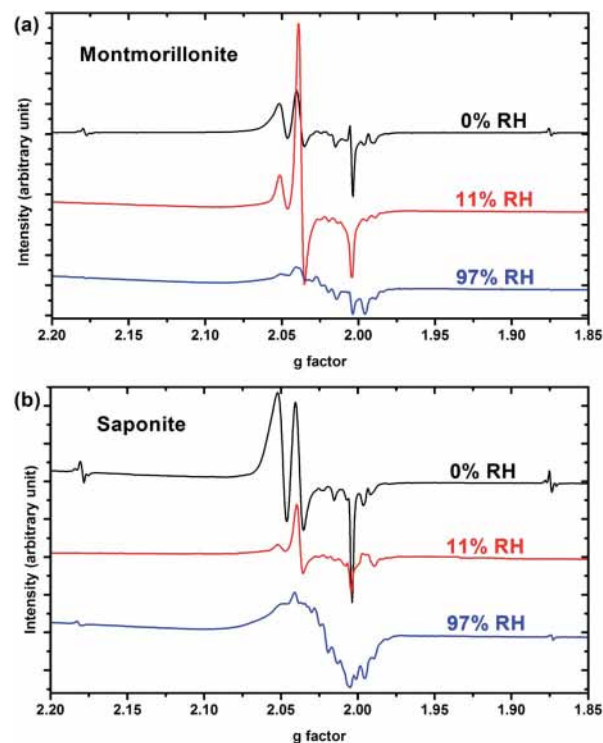 (a)
Montmorillonite
0% RH
11% RH
97% RH
Intensity (arbitrary unit)
2.20 2.15 2.10 2.05 2.00 1.95 1.90 1.85
g factor
(b)
Saponite
0% RH
11% RH
97% RH
Intensity (arbitrary unit)
2.20 2.15 2.10 2.05 2.00 1.95 1.90 1.85
g factor